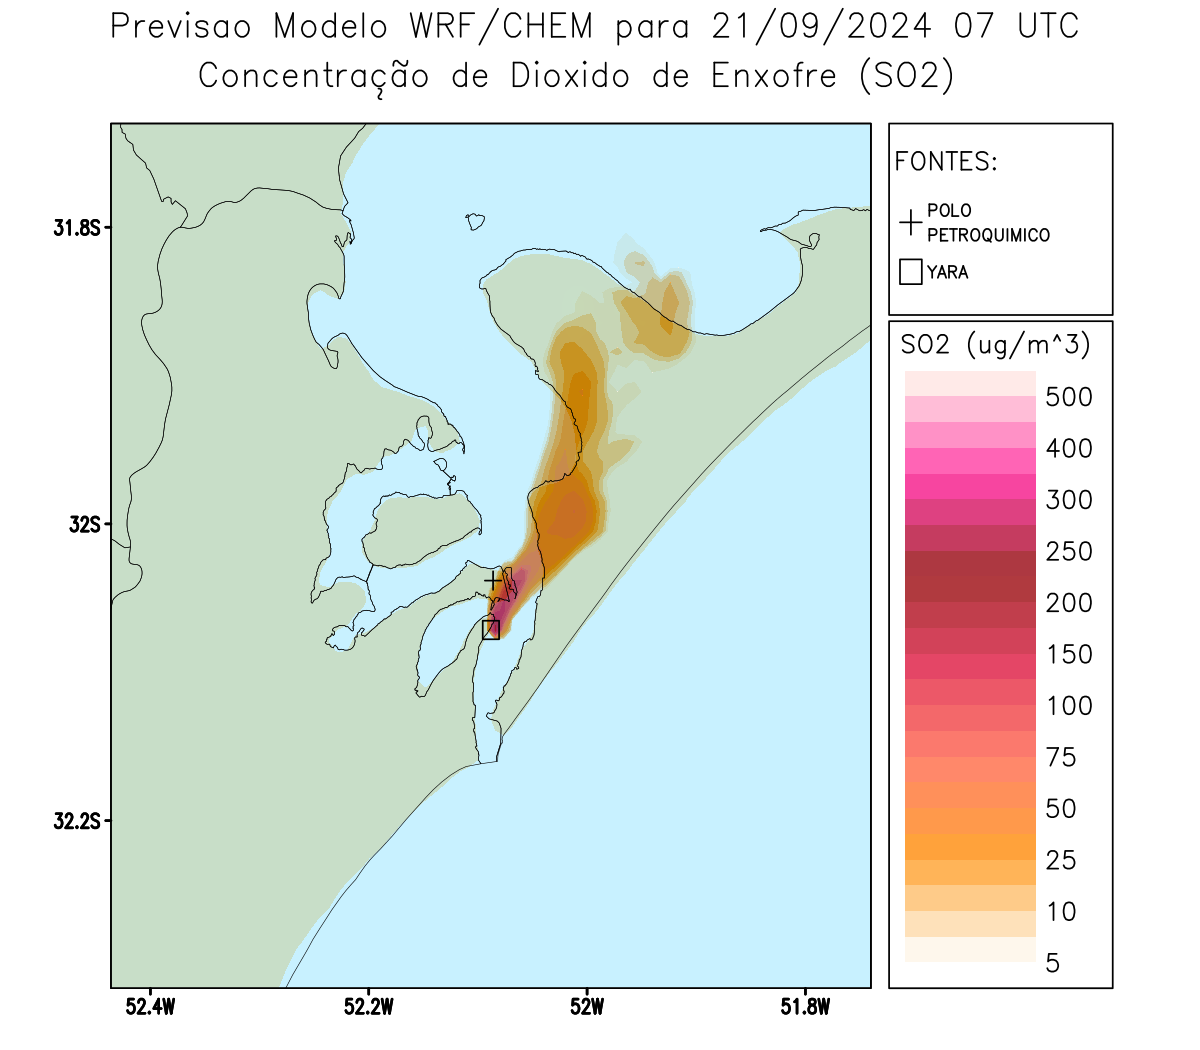 Previsao Modelo WRF/CHEM para 21/09/2024 07 UTC
Concentração de Dioxido de Enxofre (SO2)
FONTES:
POLO
PETROQUIMICO
YARA
31.8S
32S
32.2S
52.4W
52.2W
52W
51.8W
SO2 (ug/m^3)
500
400
300
250
200
150
100
75
50
25
10
5